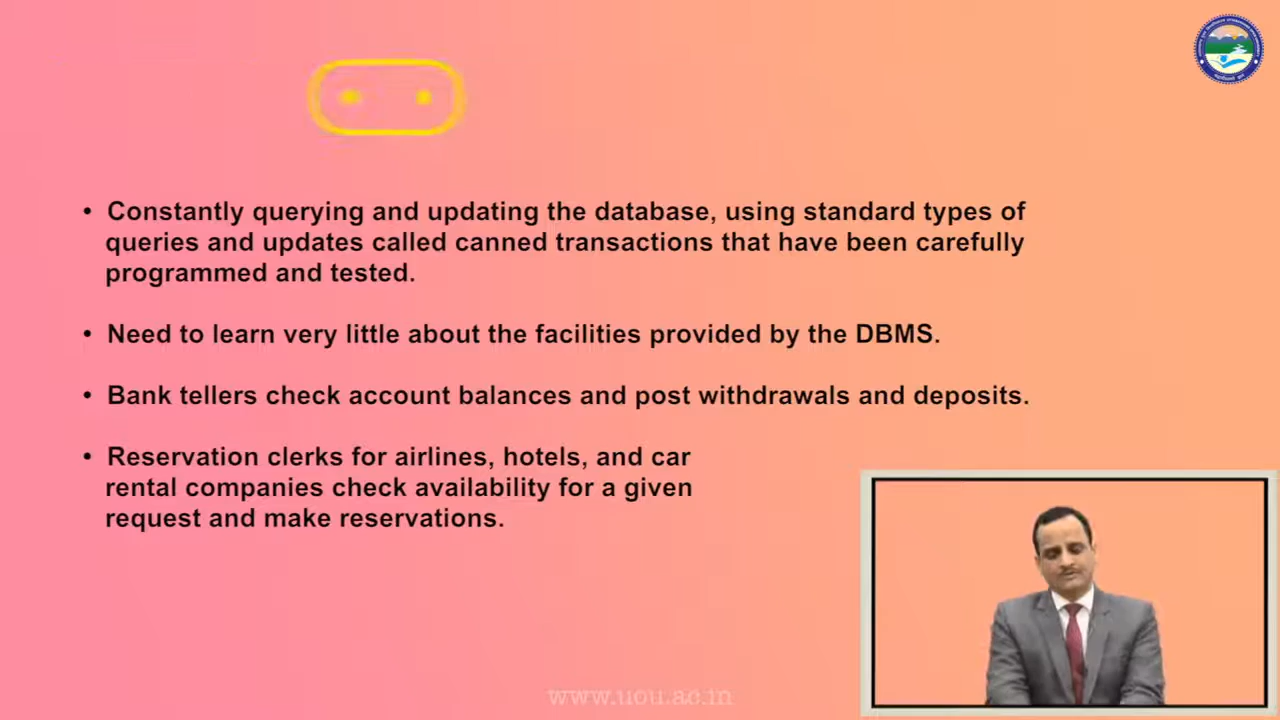 • Constantly querying and updating the database, using standard types of
queries and updates called canned transactions that have been carefully
programmed and tested.
• Need to learn very little about the facilities provided by the DBMS.
• Bank tellers check account balances and post withdrawals and deposits.
• Reservation clerks for airlines, hotels, and car
rental companies check availability for a given
request and make reservations.
www.uou.ac.in